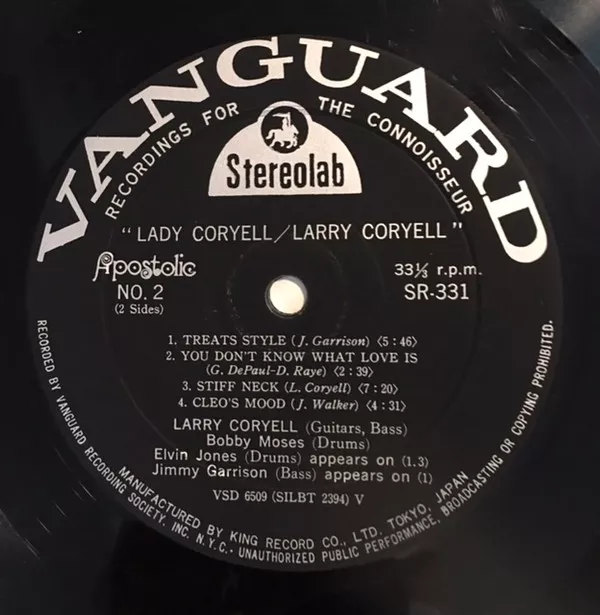 VANGUARD
RECORDINGS FOR THE CONNOISSEUR
Stereolab
"LADY CORYELL/LARRY CORYELL"
Apostolic
33⅓ r.p.m.
NO. 2
SR-331
(2 Sides)
1. TREATS STYLE (J. Garrison) ⟨5:46⟩
2. YOU DON'T KNOW WHAT LOVE IS
(G. DePaul-D. Raye) ⟨2:39⟩
3. STIFF NECK (L. Coryell) ⟨7:20⟩
4. CLEO'S MOOD (J. Walker) ⟨4:31⟩
LARRY CORYELL (Guitars, Bass)
Bobby Moses (Drums)
Elvin Jones (Drums) appears on (1.3)
Jimmy Garrison (Bass) appears on (1)
VSD 6509 (SILBT 2394) V
MANUFACTURED BY KING RECORD CO., LTD. TOKYO, JAPAN
RECORDED BY VANGUARD RECORDING SOCIETY, INC. N.Y.C. · UNAUTHORIZED PUBLIC PERFORMANCE, BROADCASTING OR COPYING PROHIBITED.